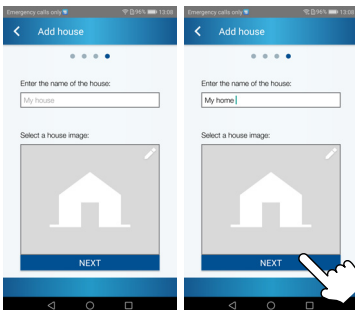 Emergency calls only 96% 13:08
Add house
Enter the name of the house:
My house
Select a house image:
NEXT
Emergency calls only 96% 13:08
Add house
Enter the name of the house:
My home
Select a house image:
NEXT